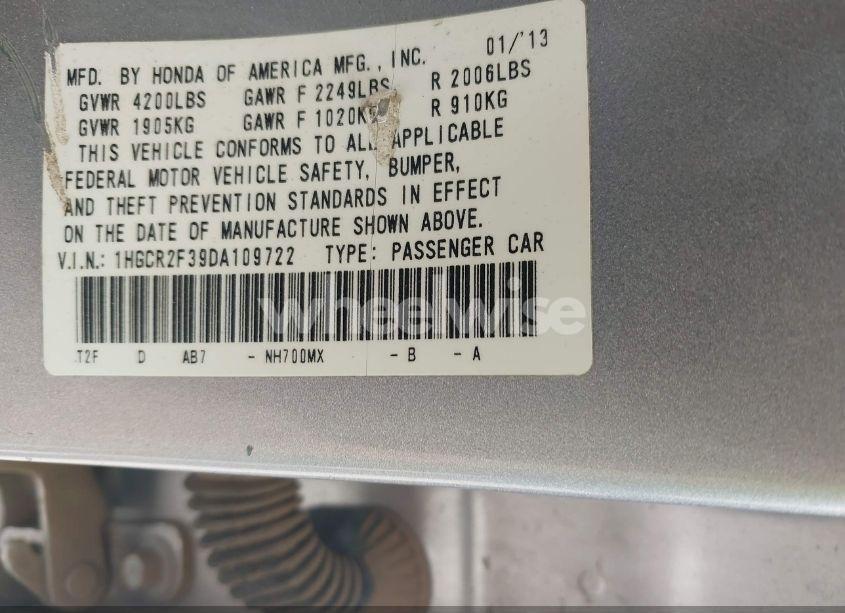 MFD. BY HONDA OF AMERICA MFG., INC. 01/'13
GVWR 4200LBS GAWR F 2249LBS R 2006LBS
GVWR 1905KG GAWR F 1020KG R 910KG
THIS VEHICLE CONFORMS TO ALL APPLICABLE
FEDERAL MOTOR VEHICLE SAFETY, BUMPER,
AND THEFT PREVENTION STANDARDS IN EFFECT
ON THE DATE OF MANUFACTURE SHOWN ABOVE.
V.I.N.: 1HGCR2F39DA109722 TYPE: PASSENGER CAR
wheelwise
T2F D AB7 - NH700MX - B - A